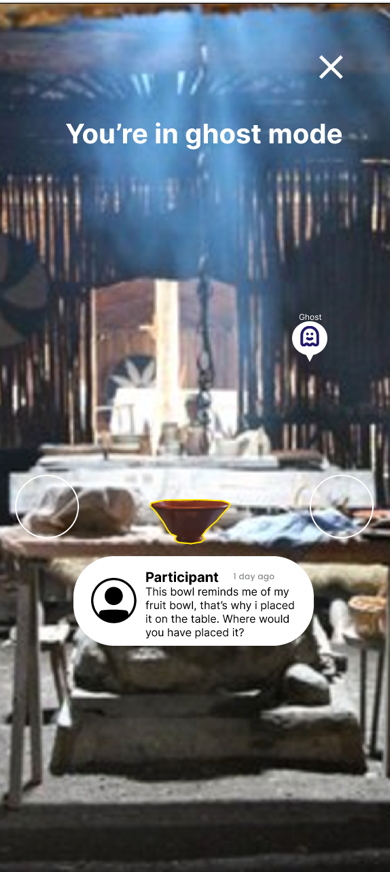 You’re in ghost mode
Ghost
Participant 1 day ago
This bowl reminds me of my
fruit bowl, that’s why i placed
it on the table. Where would
you have placed it?